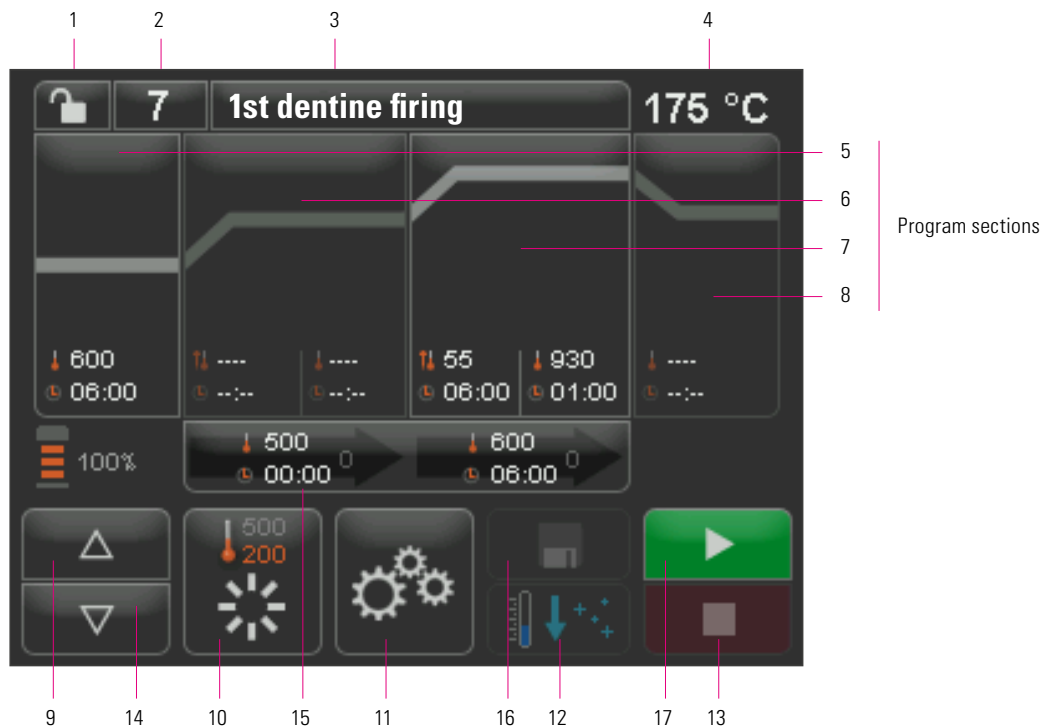 1 2 3 4
7 1st dentine firing 175 °C
5
6
Program sections
7
8
600 ---- ---- 55 930 ----
06:00 --:-- --:-- 06:00 01:00 --:--
100%
500 0 600 0
00:00 06:00
500
200
9 14 10 15 11 16 12 17 13